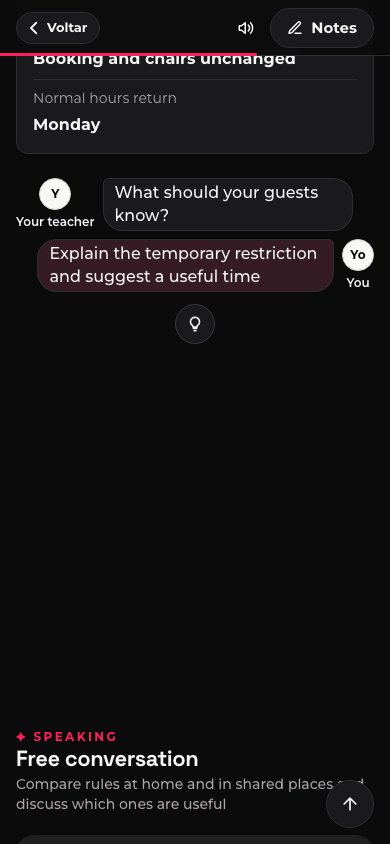 Voltar
Notes
Booking and chairs unchanged
Normal hours return
Monday
Y
Your teacher
What should your guests
know?
Explain the temporary restriction
and suggest a useful time
Yo
You
SPEAKING
Free conversation
Compare rules at home and in shared places and
discuss which ones are useful